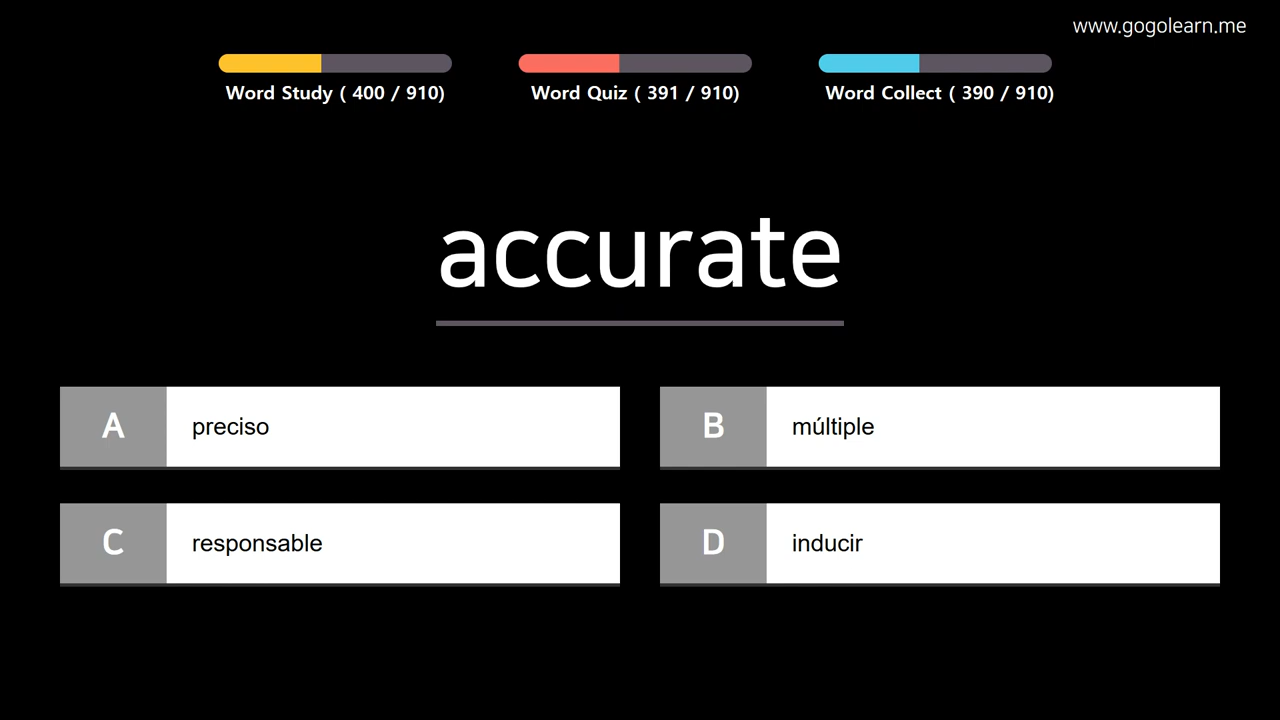 www.gogolearn.me
Word Study ( 400 / 910)
Word Quiz ( 391 / 910)
Word Collect ( 390 / 910)
accurate
A
preciso
B
múltiple
C
responsable
D
inducir